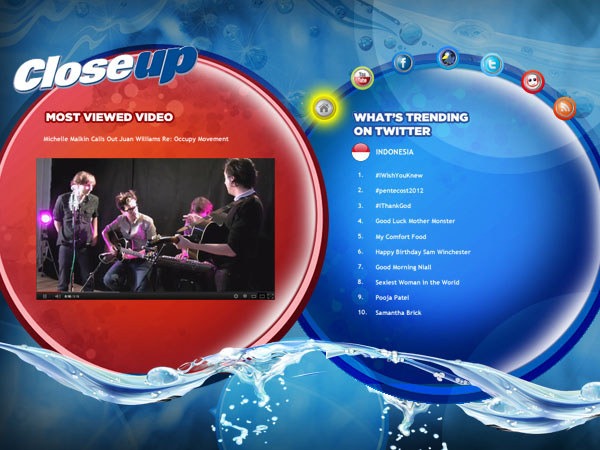 Closeup
MOST VIEWED VIDEO
Michelle Malkin Calls Out Juan Williams Re: Occupy Movement
WHAT'S TRENDING
ON TWITTER
INDONESIA
1. #IWishYouKnew
2. #pentecost2012
3. #IThankGod
4. Good Luck Mother Monster
5. My Comfort Food
6. Happy Birthday Sam Winchester
7. Good Morning Niall
8. Sexiest Woman in the World
9. Pooja Patel
10. Samantha Brick